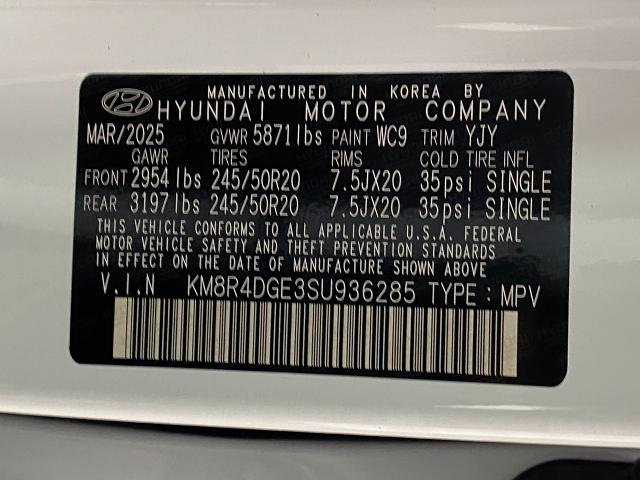 MANUFACTURED IN KOREA BY
HYUNDAI MOTOR COMPANY
MAR/2025 GVWR 5871lbs PAINT WC9 TRIM YJY
GAWR TIRES RIMS COLD TIRE INFL
FRONT 2954lbs 245/50R20 7.5JX20 35psi SINGLE
REAR 3197lbs 245/50R20 7.5JX20 35psi SINGLE
THIS VEHICLE CONFORMS TO ALL APPLICABLE U.S.A. FEDERAL
MOTOR VEHICLE SAFETY AND THEFT PREVENTION STANDARDS
IN EFFECT ON THE DATE OF MANUFACTURE SHOWN ABOVE.
V.I.N KM8R4DGE3SU936285 TYPE : MPV